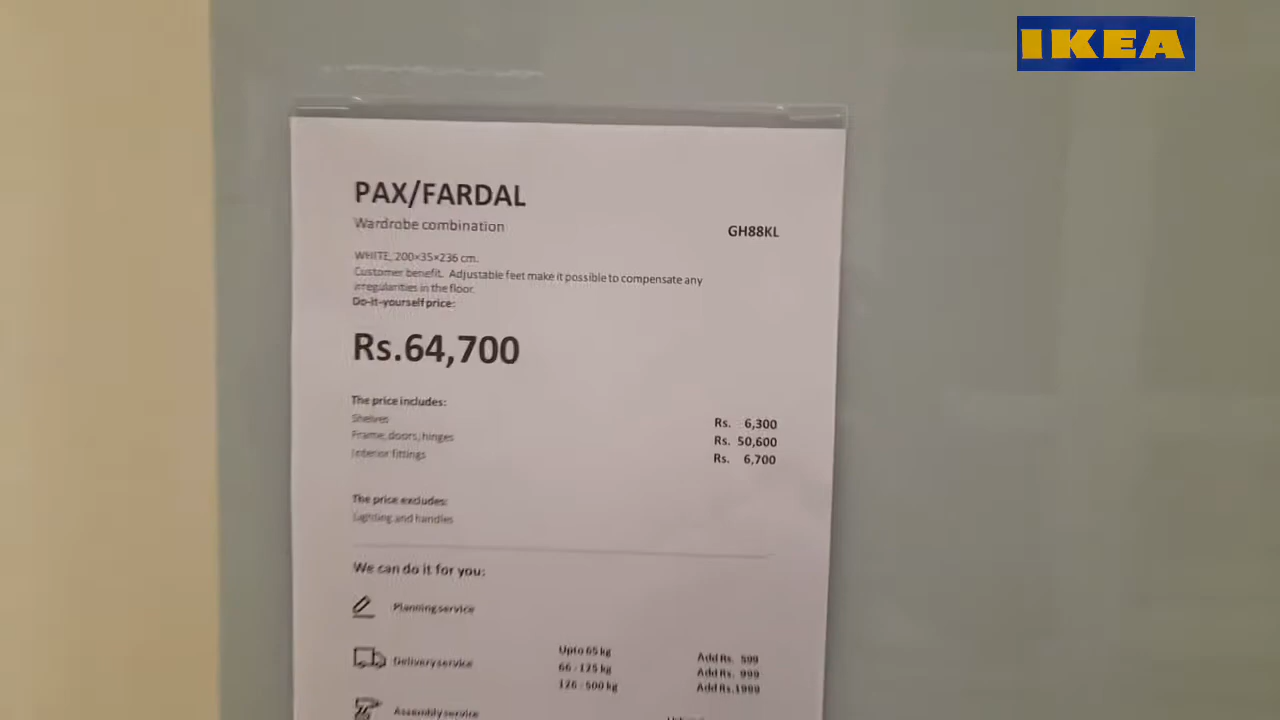 IKEA
PAX/FARDAL
Wardrobe combination
GH88KL
WHITE, 200×35×236 cm.
Customer benefit. Adjustable feet make it possible to compensate any
irregularities in the floor.
Do-it-yourself price:
Rs.64,700
The price includes:
Shelves Rs. 6,300
Frame, doors, hinges Rs. 50,600
Interior fittings Rs. 6,700
The price excludes:
Lighting and handles
We can do it for you:
Planning service
Delivery service
Upto 65 kg Add Rs. 599
66 - 125 kg Add Rs. 999
126 - 500 kg Add Rs.1999
Assembly service